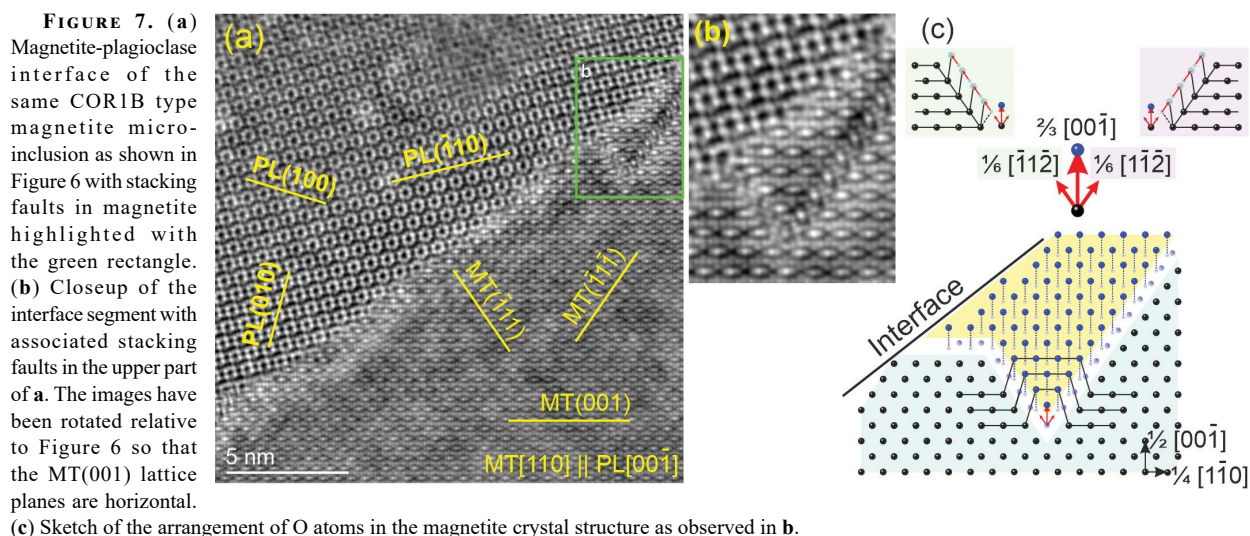 FIGURE 7. (a)
Magnetite-plagioclase
interface of the
same COR1B type
magnetite micro-
inclusion as shown in
Figure 6 with stacking
faults in magnetite
highlighted with
the green rectangle.
(b) Closeup of the
interface segment with
associated stacking
faults in the upper part
of a. The images have
been rotated relative
to Figure 6 so that
the MT(001) lattice
planes are horizontal.
(c) Sketch of the arrangement of O atoms in the magnetite crystal structure as observed in b.
(a)
b
PL(100)
PL(1̄10)
PL(010)
MT(1̄11)
MT(1̄11̄)
MT(001)
5 nm
MT[110] || PL[001̄]
(b)
(c)
⅔ [001̄]
⅙ [1̄12̄]
⅙ [11̄2̄]
Interface
½ [001̄]
¼ [11̄0]